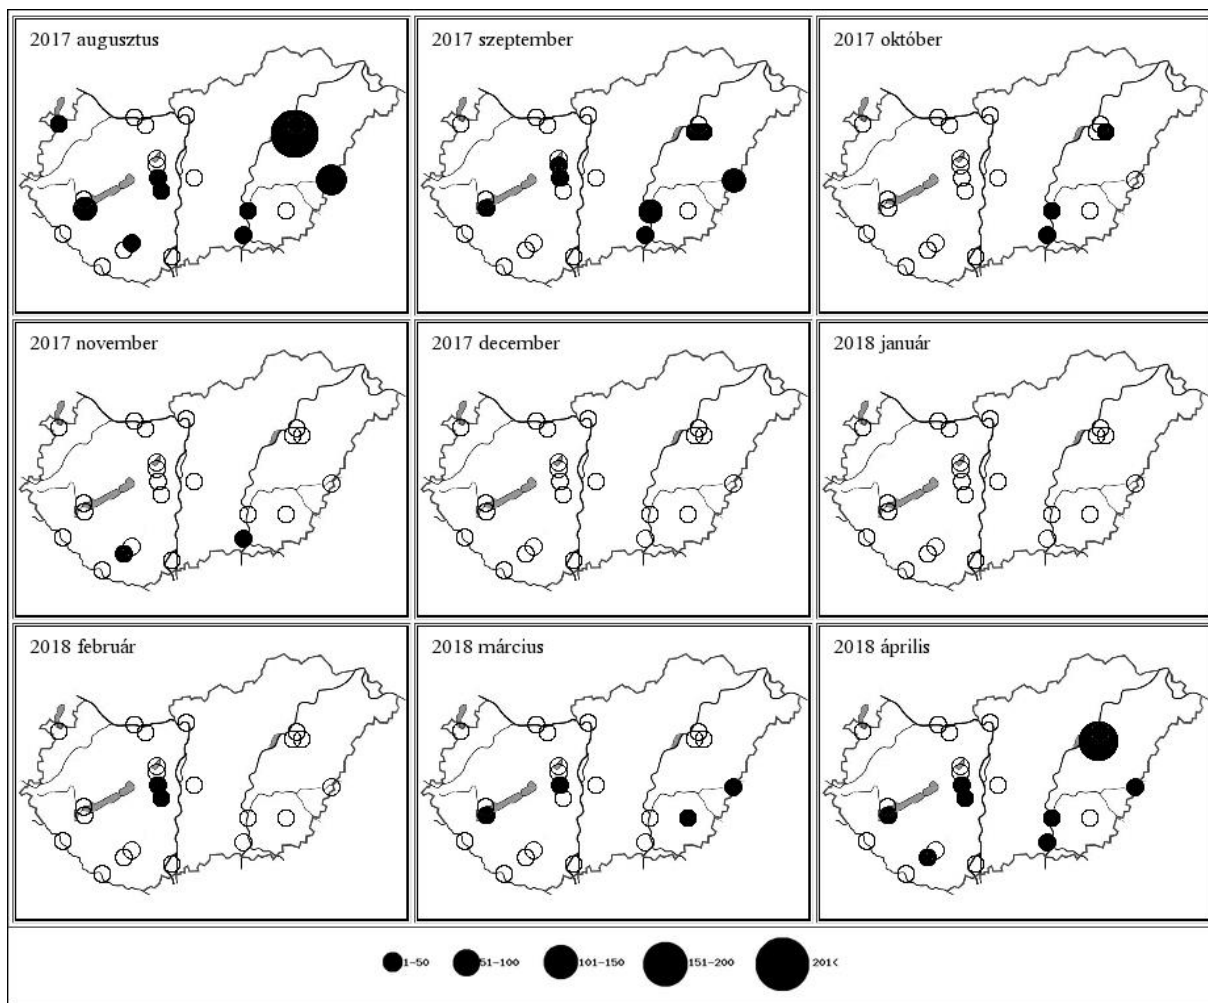 2017 augusztus
2017 szeptember
2017 október
2017 november
2017 december
2018 január
2018 február
2018 március
2018 április
1-50
51-100
101-150
151-200
201<